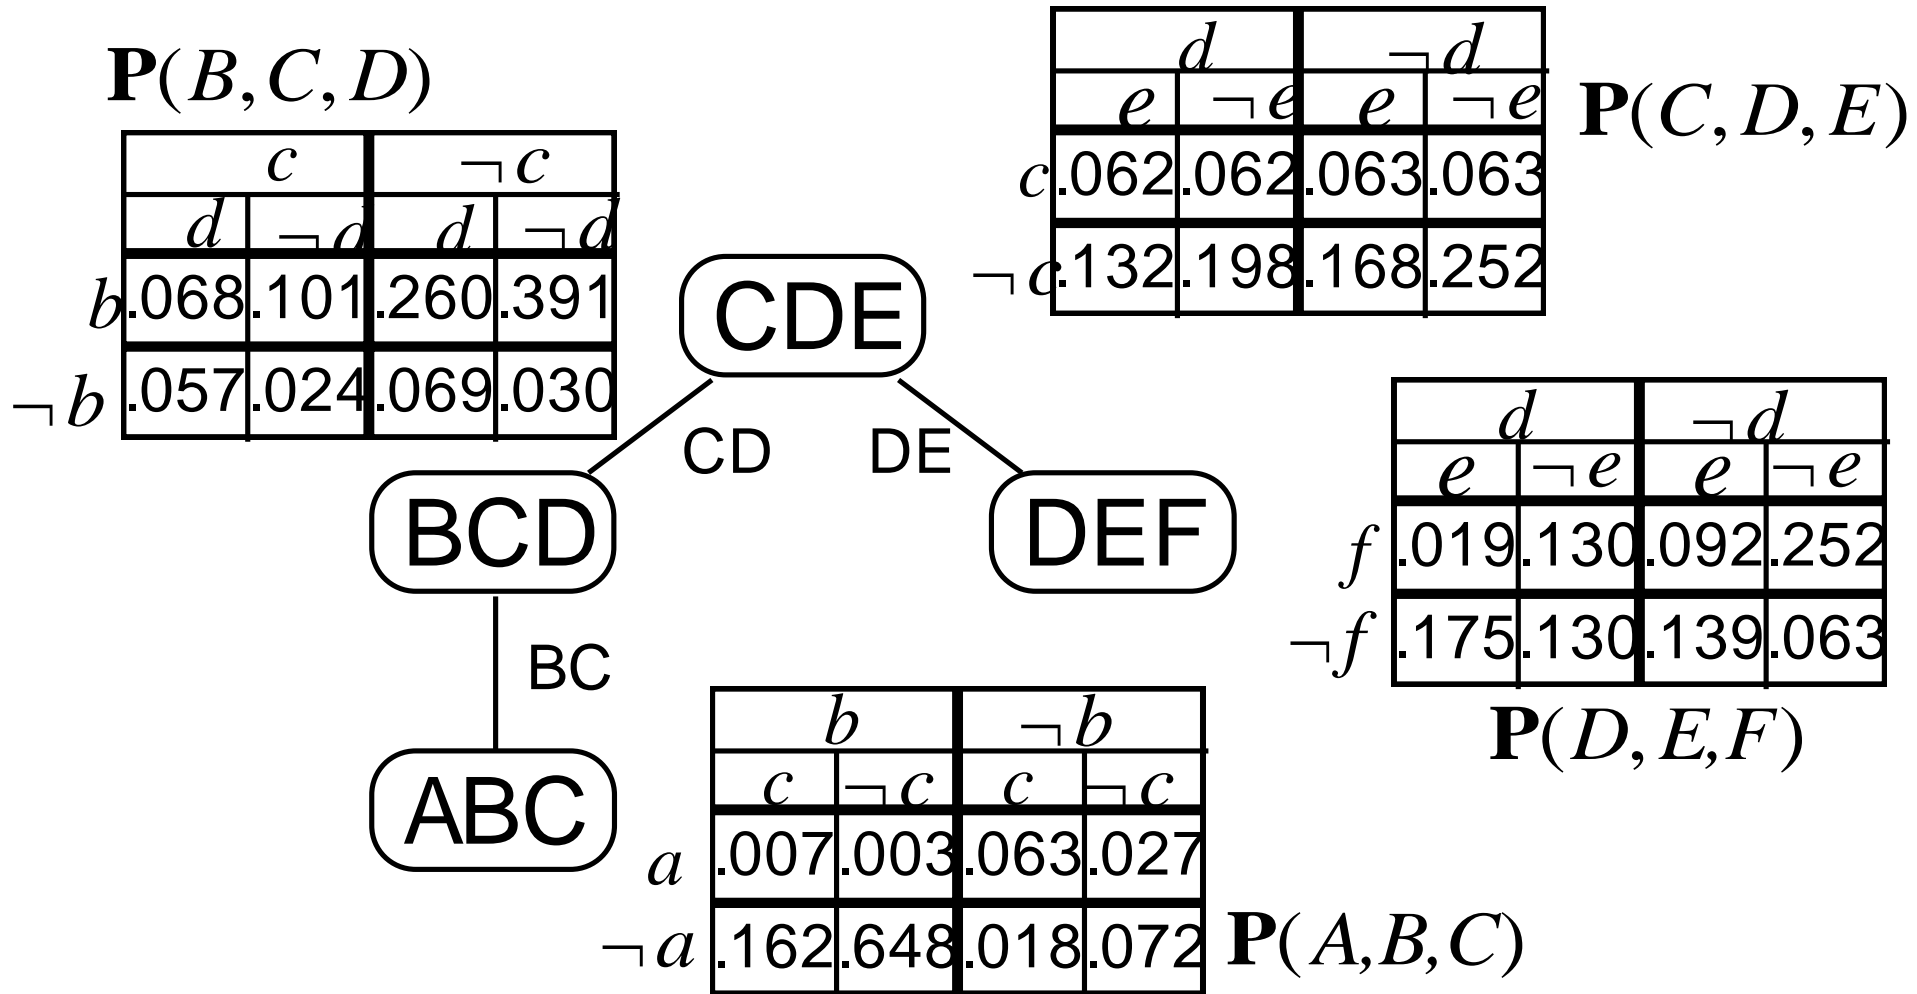 P(B,C,D)
c ¬c
d ¬d d ¬d
b .068 .101 .260 .391
¬b .057 .024 .069 .030
d ¬d
e ¬e e ¬e
c .062 .062 .063 .063
¬c .132 .198 .168 .252
P(C,D,E)
CDE
CD DE
BCD DEF
BC
ABC
d ¬d
e ¬e e ¬e
f .019 .130 .092 .252
¬f .175 .130 .139 .063
P(D,E,F)
b ¬b
c ¬c c ¬c
a .007 .003 .063 .027
¬a .162 .648 .018 .072
P(A,B,C)